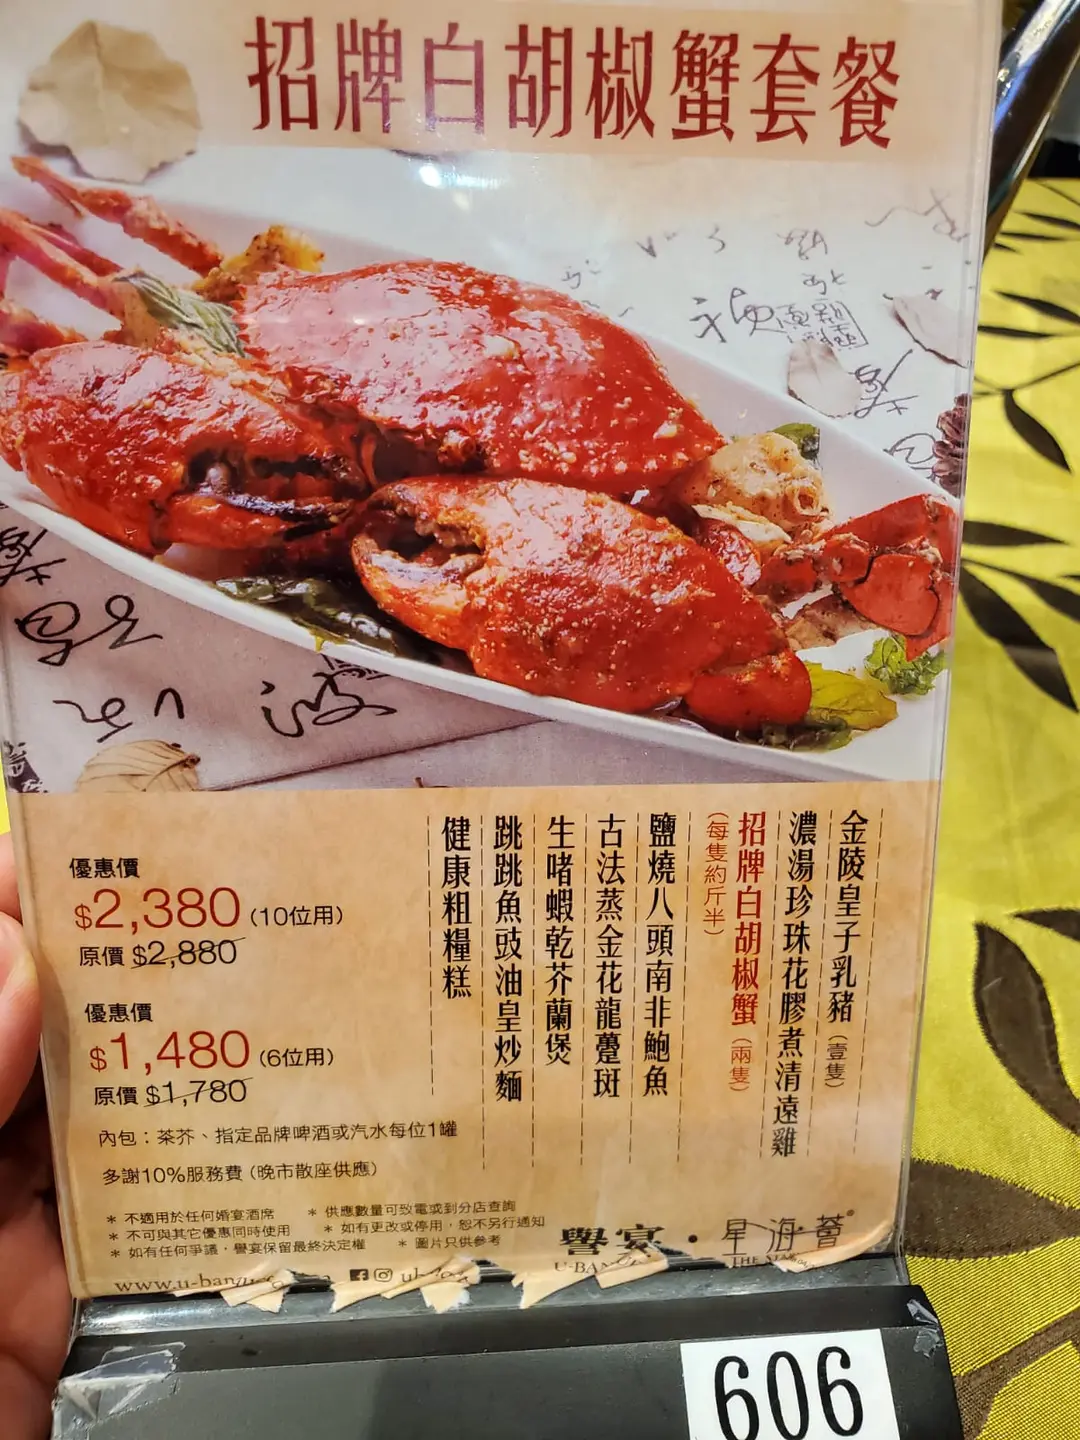 招牌白胡椒蟹套餐
金陵皇子乳豬(壹隻)
濃湯珍珠花膠煮清遠雞
招牌白胡椒蟹(兩隻)
(每隻約斤半)
鹽燒八頭南非鮑魚
古法蒸金花龍躉斑
生啫蝦乾芥蘭煲
跳跳魚豉油皇炒麵
健康粗糧糕
優惠價
$2,380 (10位用)
原價 $2,880
優惠價
$1,480 (6位用)
原價 $1,780
內包：茶芥、指定品牌啤酒或汽水每位1罐
多謝10%服務費 (晚市散座供應)
* 不適用於任何婚宴酒席
* 供應數量可致電或到分店查詢
* 不可與其它優惠同時使用
* 如有更改或停用，恕不另行通知
* 如有任何爭議，譽宴保留最終決定權
* 圖片只供參考
譽宴・星海薈®
606